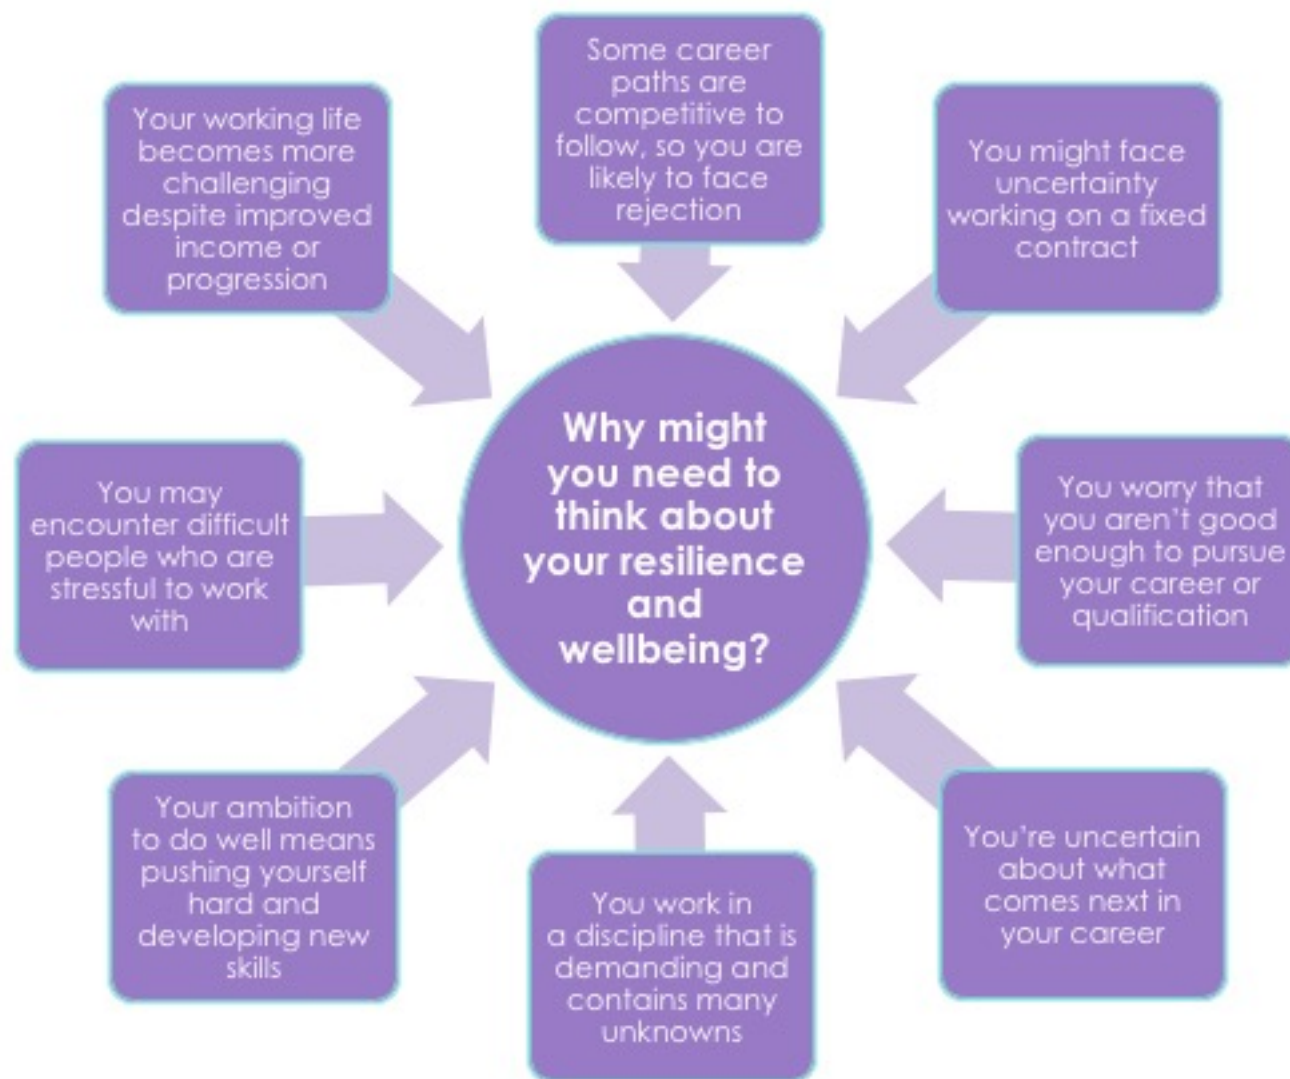 Some career
paths are
competitive to
follow, so you are
likely to face
rejection
You might face
uncertainty
working on a fixed
contract
You worry that
you aren't good
enough to pursue
your career or
qualification
You're uncertain
about what
comes next in
your career
You work in
a discipline that is
demanding and
contains many
unknowns
Your ambition
to do well means
pushing yourself
hard and
developing new
skills
You may
encounter difficult
people who are
stressful to work
with
Your working life
becomes more
challenging
despite improved
income or
progression
Why might
you need to
think about
your resilience
and
wellbeing?